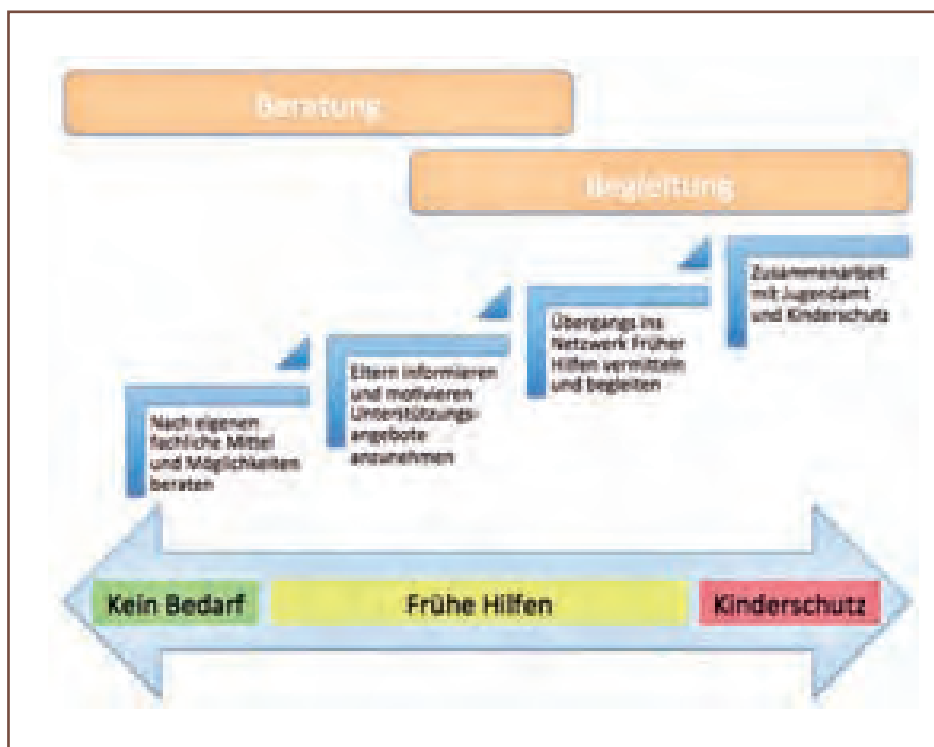 Beratung
Begleitung
Nach eigenen
fachliche Mittel
und Möglichkeiten
beraten
Eltern informieren
und motivieren
Unterstützungs-
angebote
anzunehmen
Übergangs ins
Netzwerk Früher
Hilfen vermitteln
und begleiten
Zusammenarbeit
mit Jugendamt
und Kinderschutz
Kein Bedarf
Frühe Hilfen
Kinderschutz